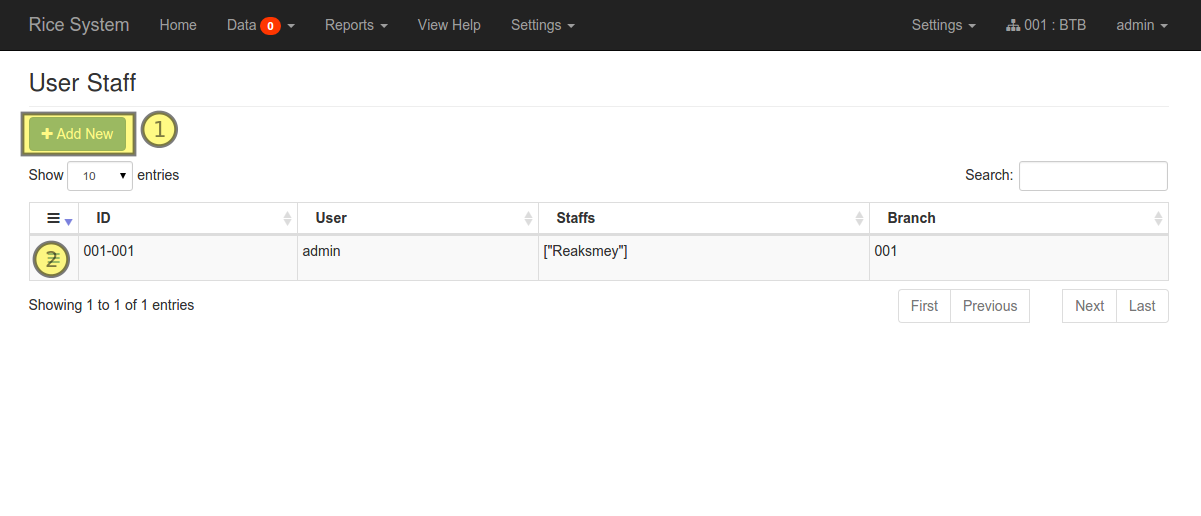 Rice System Home Data 0 Reports View Help Settings Settings 001 : BTB admin
User Staff
Add New 1
Show 10 entries Search:
ID User Staffs Branch
2 001-001 admin ["Reaksmey"] 001
Showing 1 to 1 of 1 entries First Previous Next Last